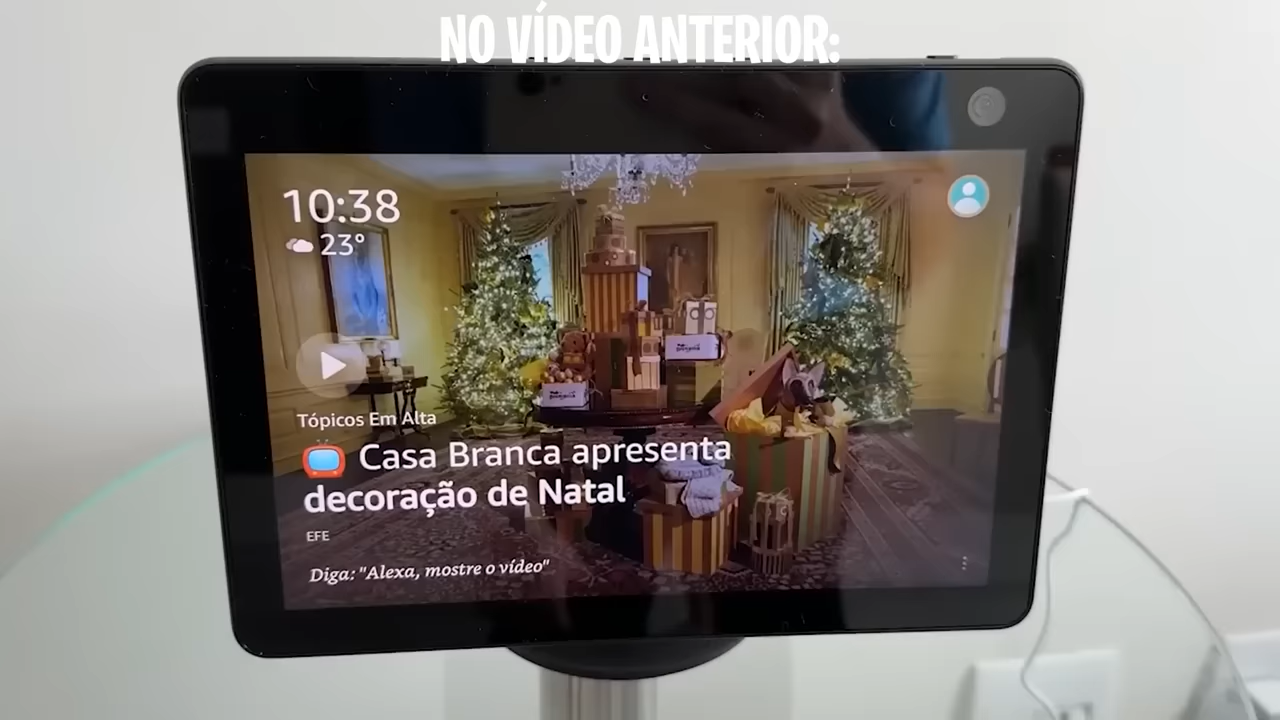 NO VÍDEO ANTERIOR:
10:38
23°
Tópicos Em Alta
Casa Branca apresenta
decoração de Natal
EFE
Diga: "Alexa, mostre o vídeo"